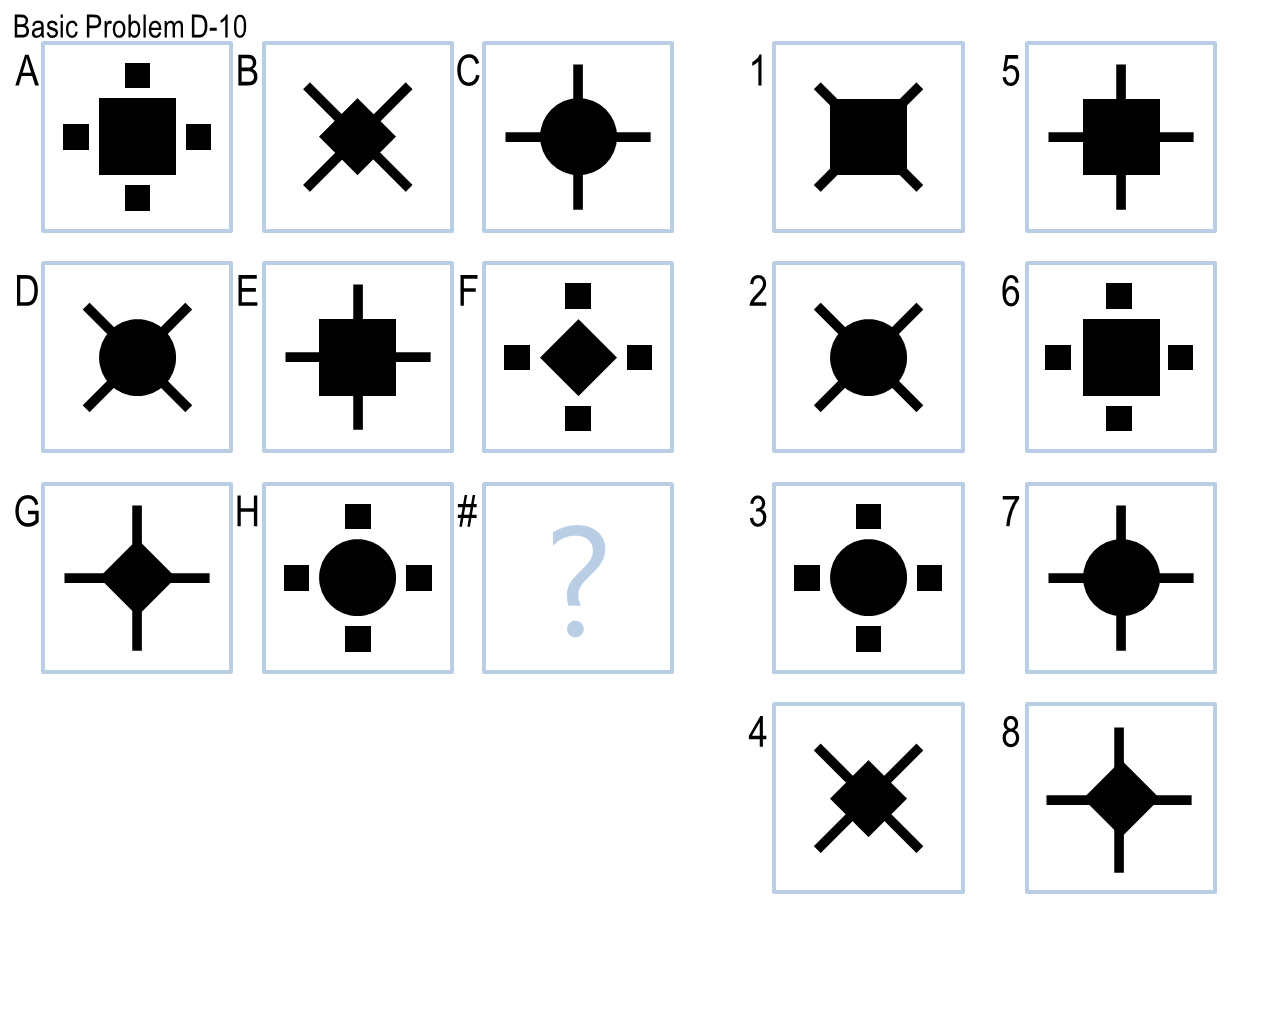 Basic Problem D-10
A B C 1 5
D E F 2 6
G H # ? 3 7
4 8